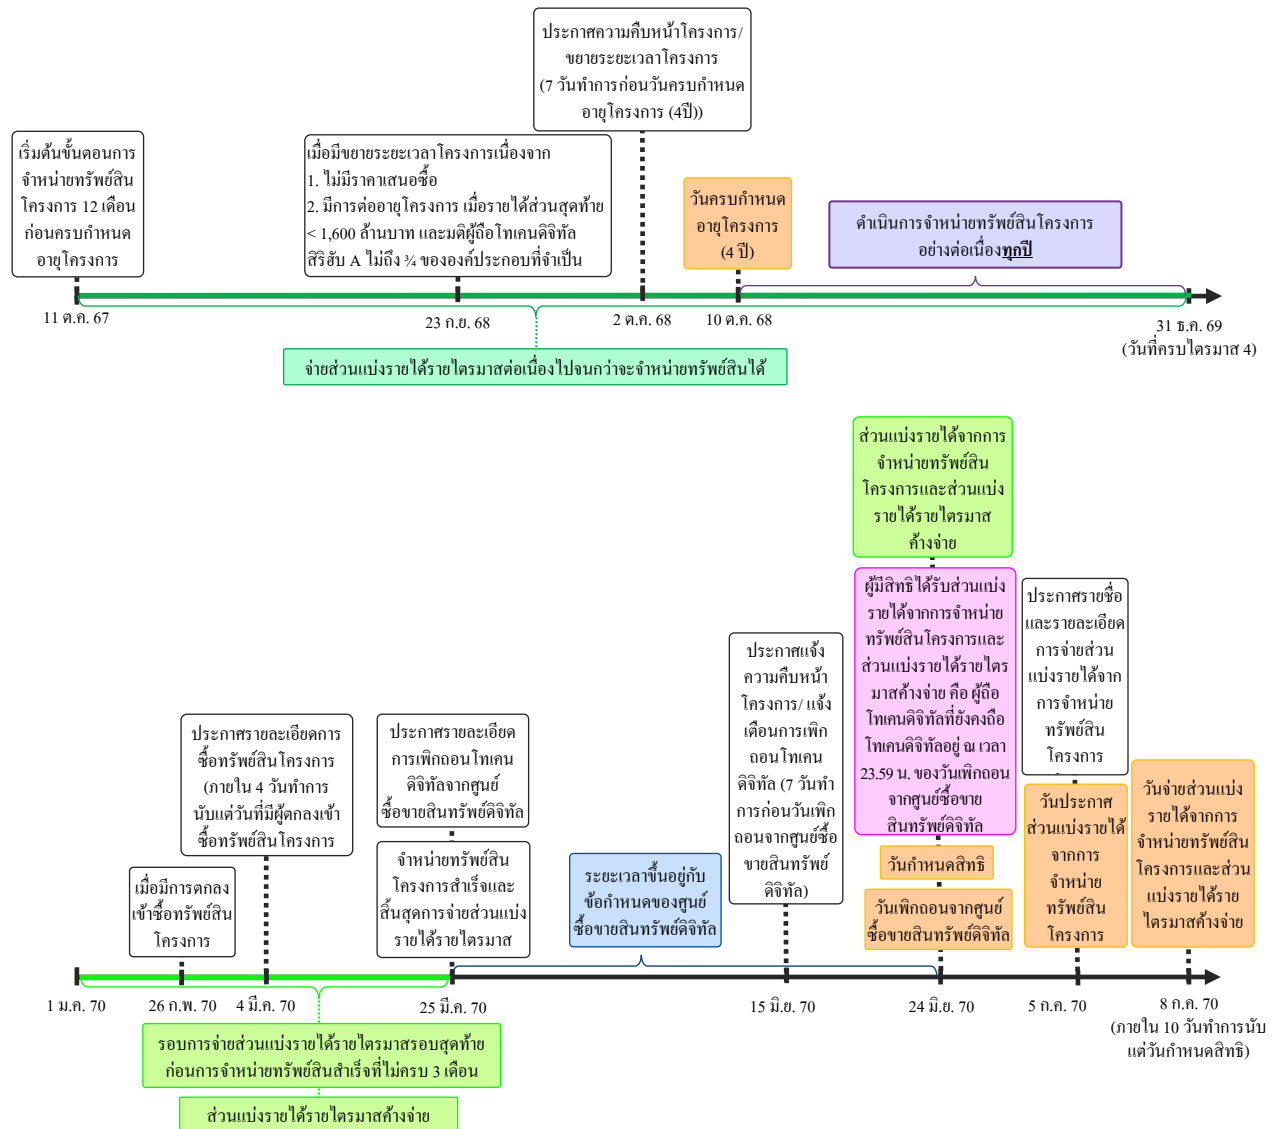 ประกาศความคืบหน้าโครงการ/
ขยายระยะเวลาโครงการ
(7 วันทำการก่อนวันครบกำหนด
อายุโครงการ (4ปี))
เริ่มต้นขั้นตอนการ
จำหน่ายทรัพย์สิน
โครงการ 12 เดือน
ก่อนครบกำหนด
อายุโครงการ
เมื่อมีขยายระยะเวลาโครงการเนื่องจาก
1. ไม่มีราคาเสนอซื้อ
2. มีการต่ออายุโครงการ เมื่อรายได้ส่วนสุดท้าย
< 1,600 ล้านบาท และมติผู้ถือโทเคนดิจิทัล
สิริฮับ A ไม่ถึง ¾ ขององค์ประกอบที่จำเป็น
วันครบกำหนด
อายุโครงการ
(4 ปี)
ดำเนินการจำหน่ายทรัพย์สินโครงการ
อย่างต่อเนื่องทุกปี
11 ต.ค. 67
23 ก.ย. 68
2 ต.ค. 68
10 ต.ค. 68
31 ธ.ค. 69
(วันที่ครบไตรมาส 4)
จ่ายส่วนแบ่งรายได้รายไตรมาสต่อเนื่องไปจนกว่าจะจำหน่ายทรัพย์สินได้
ส่วนแบ่งรายได้จากการ
จำหน่ายทรัพย์สิน
โครงการและส่วนแบ่ง
รายได้รายไตรมาส
ค้างจ่าย
ผู้มีสิทธิได้รับส่วนแบ่ง
รายได้จากการจำหน่าย
ทรัพย์สินโครงการและ
ส่วนแบ่งรายได้รายไตร
มาสค้างจ่าย คือ ผู้ถือ
โทเคนดิจิทัลที่ยังคงถือ
โทเคนดิจิทัลอยู่ ณ เวลา
23.59 น. ของวันเพิกถอน
จากศูนย์ซื้อขาย
สินทรัพย์ดิจิทัล
ประกาศรายชื่อ
และรายละเอียด
การจ่ายส่วน
แบ่งรายได้จาก
การจำหน่าย
ทรัพย์สิน
โครงการ
ประกาศแจ้ง
ความคืบหน้า
โครงการ/ แจ้ง
เตือนการเพิก
ถอนโทเคน
ดิจิทัล (7 วันทำ
การก่อนวันเพิก
ถอนจากศูนย์ซื้อ
ขายสินทรัพย์
ดิจิทัล)
ประกาศรายละเอียดการ
ซื้อทรัพย์สินโครงการ
(ภายใน 4 วันทำการ
นับแต่วันที่มีผู้ตกลงเข้า
ซื้อทรัพย์สินโครงการ
ประกาศรายละเอียด
การเพิกถอนโทเคน
ดิจิทัลจากศูนย์
ซื้อขายสินทรัพย์ดิจิทัล
เมื่อมีการตกลง
เข้าซื้อทรัพย์สิน
โครงการ
จำหน่ายทรัพย์สิน
โครงการสำเร็จและ
สิ้นสุดการจ่ายส่วนแบ่ง
รายได้รายไตรมาส
ระยะเวลาขึ้นอยู่กับ
ข้อกำหนดของศูนย์
ซื้อขายสินทรัพย์ดิจิทัล
วันกำหนดสิทธิ
วันเพิกถอนจากศูนย์
ซื้อขายสินทรัพย์ดิจิทัล
วันประกาศ
ส่วนแบ่งรายได้
จากการ
จำหน่าย
ทรัพย์สิน
โครงการ
วันจ่ายส่วนแบ่ง
รายได้จากการ
จำหน่ายทรัพย์สิน
โครงการและส่วน
แบ่งรายได้ราย
ไตรมาสค้างจ่าย
1 ม.ค. 70
26 ก.พ. 70
4 มี.ค. 70
25 มี.ค. 70
15 มิ.ย. 70
24 มิ.ย. 70
5 ก.ค. 70
8 ก.ค. 70
(ภายใน 10 วันทำการนับ
แต่วันกำหนดสิทธิ)
รอบการจ่ายส่วนแบ่งรายได้รายไตรมาสรอบสุดท้าย
ก่อนการจำหน่ายทรัพย์สินสำเร็จที่ไม่ครบ 3 เดือน
ส่วนแบ่งรายได้รายไตรมาสค้างจ่าย